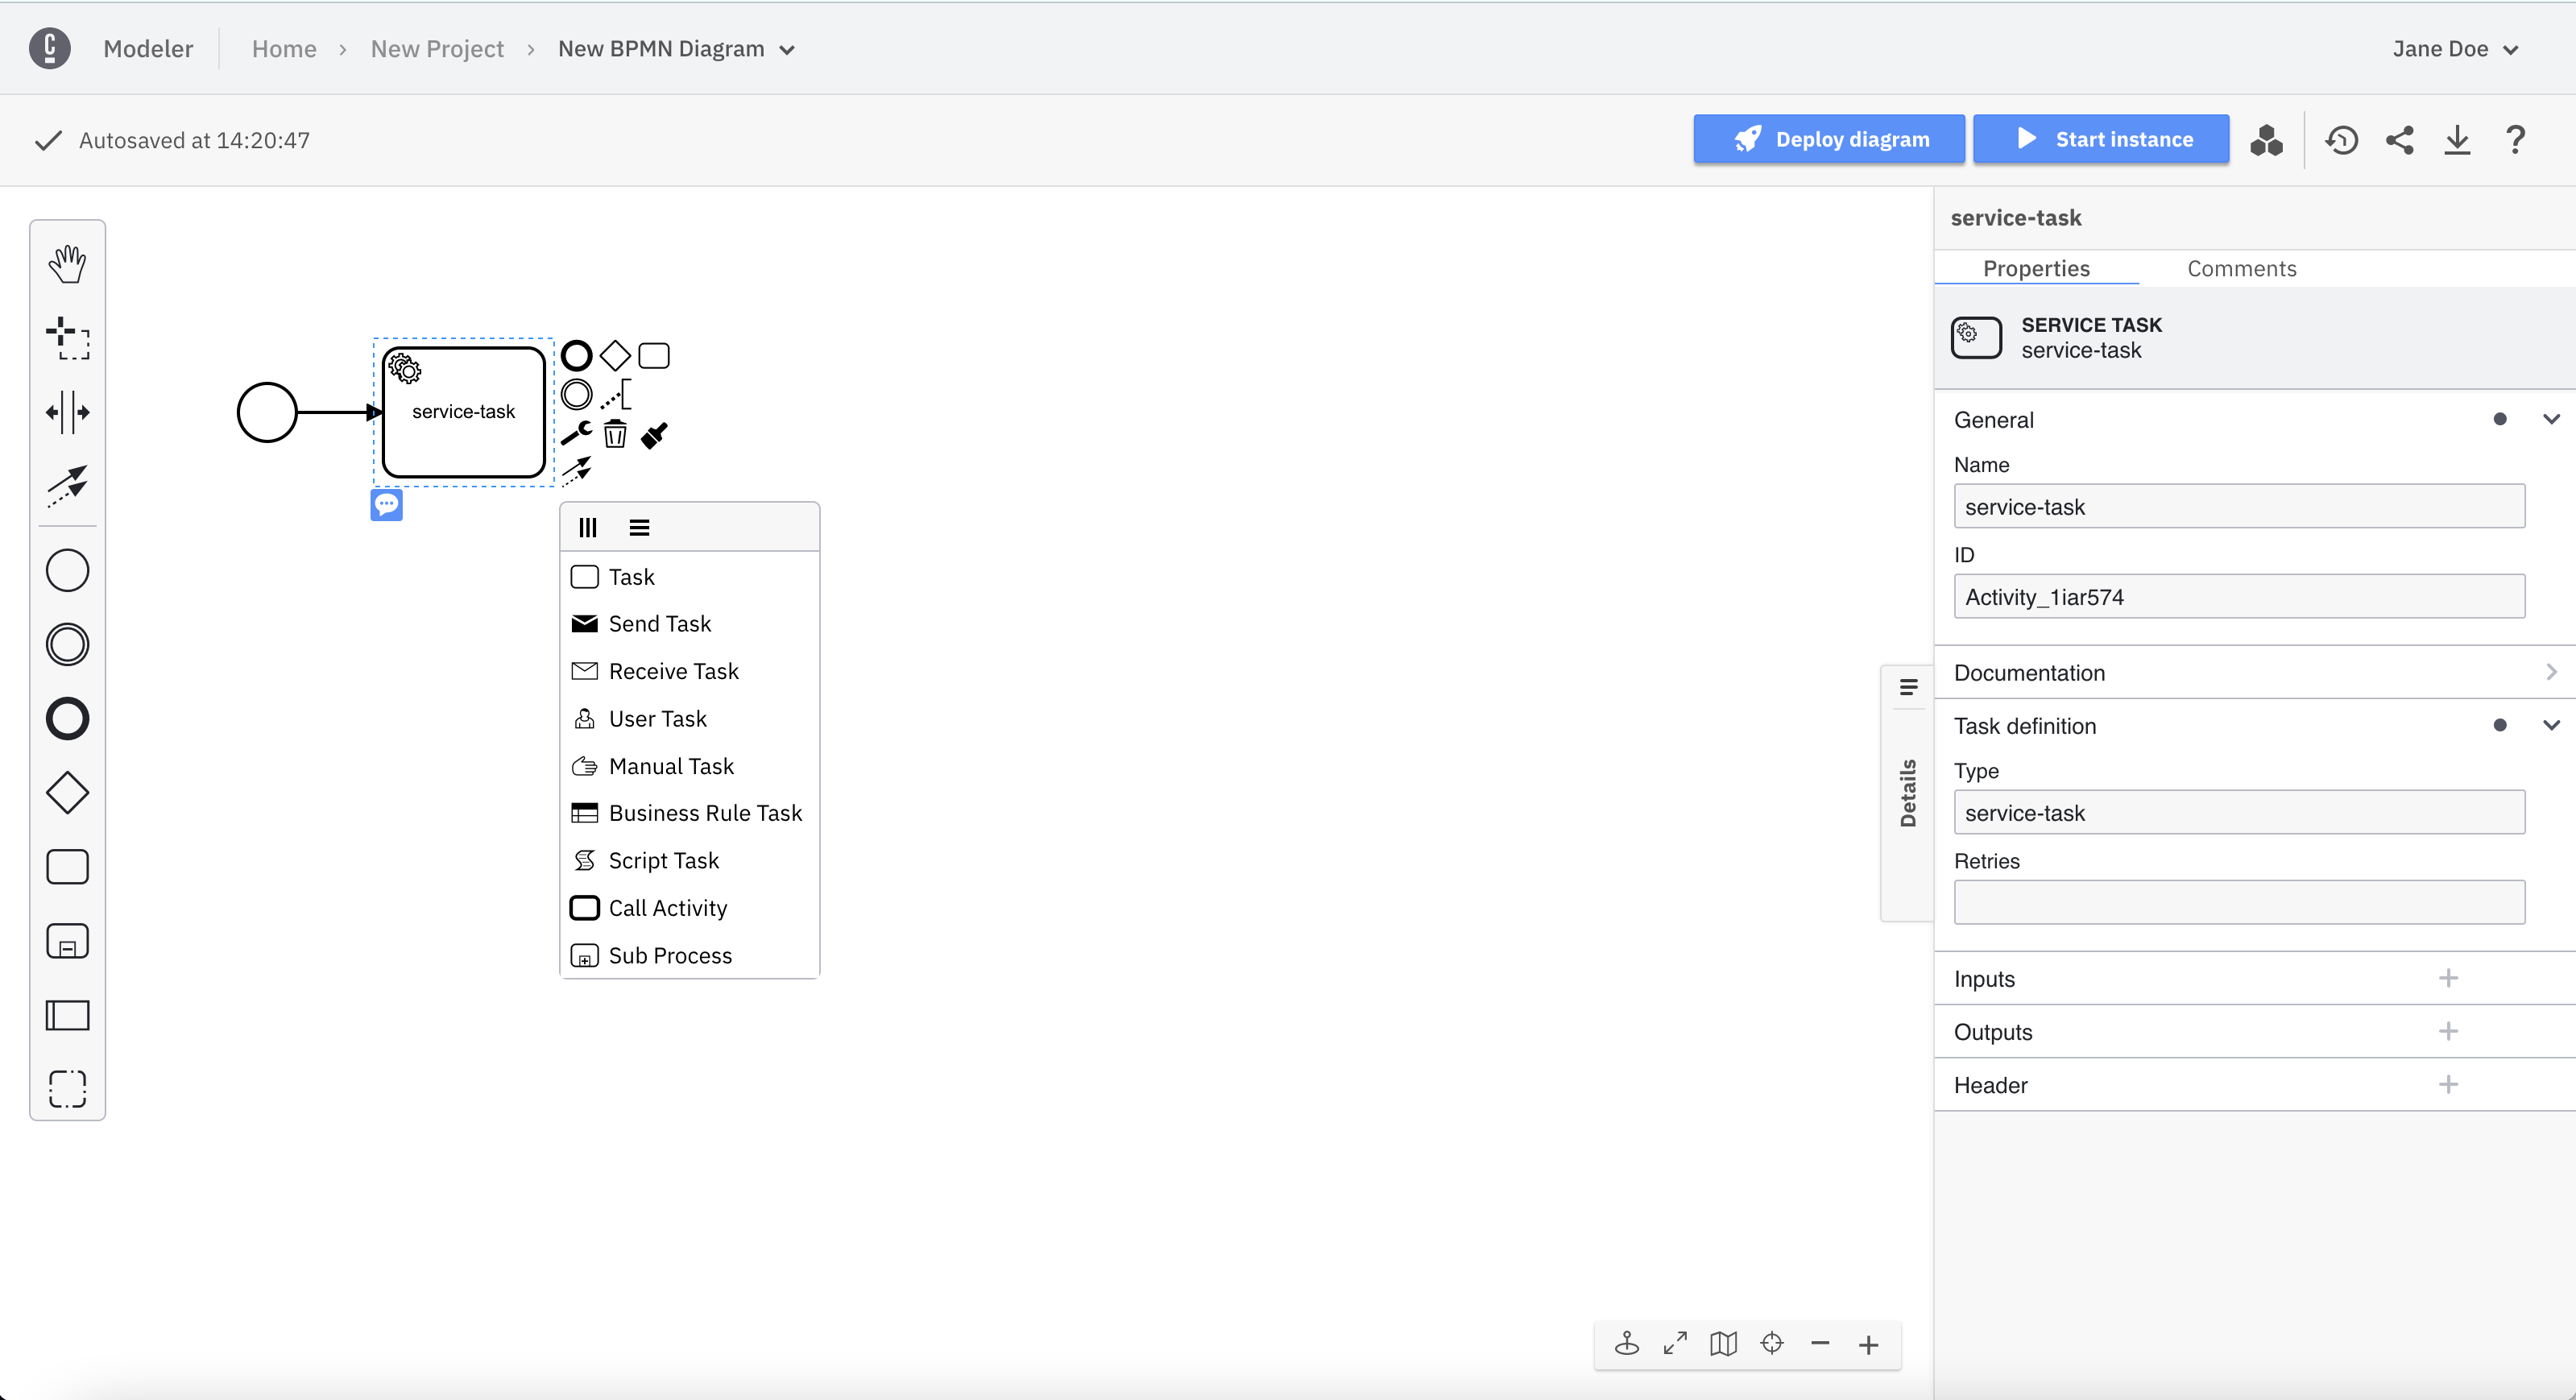 Modeler
Home
New Project
New BPMN Diagram
Jane Doe
Autosaved at 14:20:47
Deploy diagram
Start instance
service-task
Task
Send Task
Receive Task
User Task
Manual Task
Business Rule Task
Script Task
Call Activity
Sub Process
Details
service-task
Properties
Comments
SERVICE TASK
service-task
General
Name
service-task
ID
Activity_1iar574
Documentation
Task definition
Type
service-task
Retries
Inputs
Outputs
Header